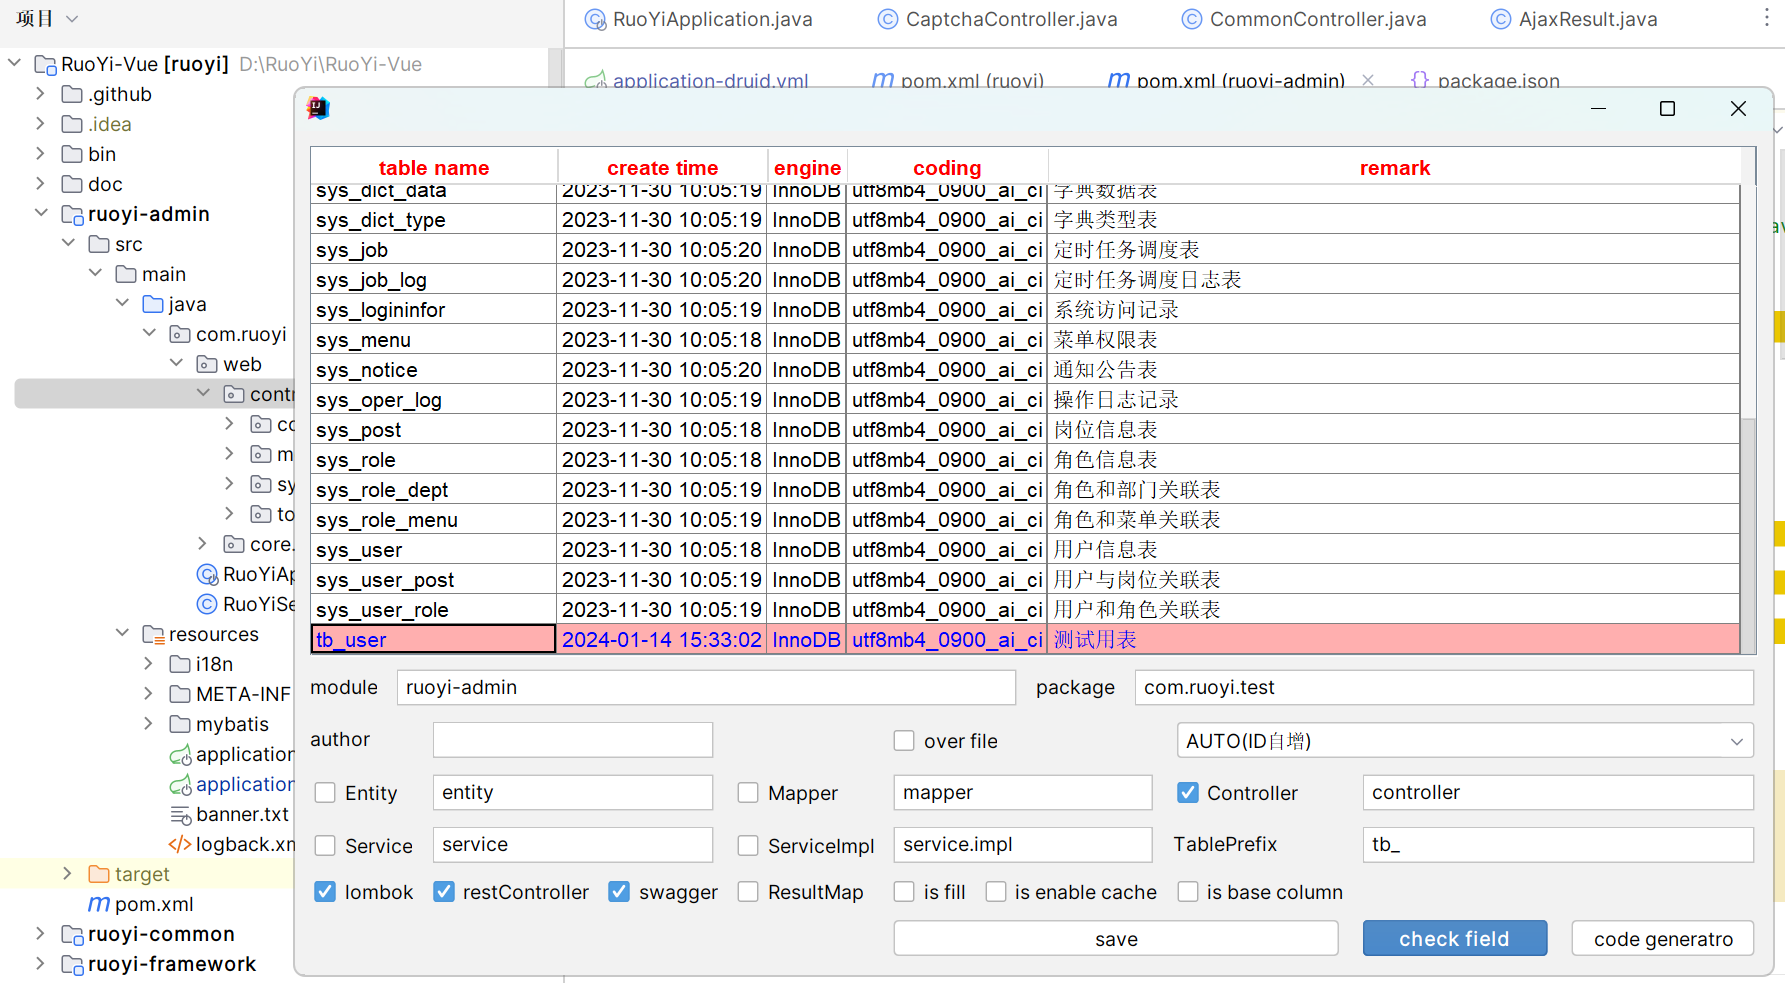 项目
RuoYiApplication.java
CaptchaController.java
CommonController.java
AjaxResult.java
application-druid.yml
pom.xml (ruoyi)
pom.xml (ruoyi-admin)
package.json
RuoYi-Vue [ruoyi] D:\RuoYi\RuoYi-Vue
.github
.idea
bin
doc
ruoyi-admin
src
main
java
com.ruoyi
web
contr
co
m
sy
to
core.
RuoYiAp
RuoYiSe
resources
i18n
META-INF
mybatis
application
application
banner.txt
logback.xm
target
pom.xml
ruoyi-common
ruoyi-framework
table name create time engine coding remark
sys_dict_data 2023-11-30 10:05:19 InnoDB utf8mb4_0900_ai_ci 字典数据表
sys_dict_type 2023-11-30 10:05:19 InnoDB utf8mb4_0900_ai_ci 字典类型表
sys_job 2023-11-30 10:05:20 InnoDB utf8mb4_0900_ai_ci 定时任务调度表
sys_job_log 2023-11-30 10:05:20 InnoDB utf8mb4_0900_ai_ci 定时任务调度日志表
sys_logininfor 2023-11-30 10:05:19 InnoDB utf8mb4_0900_ai_ci 系统访问记录
sys_menu 2023-11-30 10:05:18 InnoDB utf8mb4_0900_ai_ci 菜单权限表
sys_notice 2023-11-30 10:05:20 InnoDB utf8mb4_0900_ai_ci 通知公告表
sys_oper_log 2023-11-30 10:05:19 InnoDB utf8mb4_0900_ai_ci 操作日志记录
sys_post 2023-11-30 10:05:18 InnoDB utf8mb4_0900_ai_ci 岗位信息表
sys_role 2023-11-30 10:05:18 InnoDB utf8mb4_0900_ai_ci 角色信息表
sys_role_dept 2023-11-30 10:05:19 InnoDB utf8mb4_0900_ai_ci 角色和部门关联表
sys_role_menu 2023-11-30 10:05:19 InnoDB utf8mb4_0900_ai_ci 角色和菜单关联表
sys_user 2023-11-30 10:05:18 InnoDB utf8mb4_0900_ai_ci 用户信息表
sys_user_post 2023-11-30 10:05:19 InnoDB utf8mb4_0900_ai_ci 用户与岗位关联表
sys_user_role 2023-11-30 10:05:19 InnoDB utf8mb4_0900_ai_ci 用户和角色关联表
tb_user 2024-01-14 15:33:02 InnoDB utf8mb4_0900_ai_ci 测试用表
module ruoyi-admin package com.ruoyi.test
author over file AUTO(ID自增)
Entity entity Mapper mapper Controller controller
Service service ServiceImpl service.impl TablePrefix tb_
lombok restController swagger ResultMap is fill is enable cache is base column
save check field code generatro